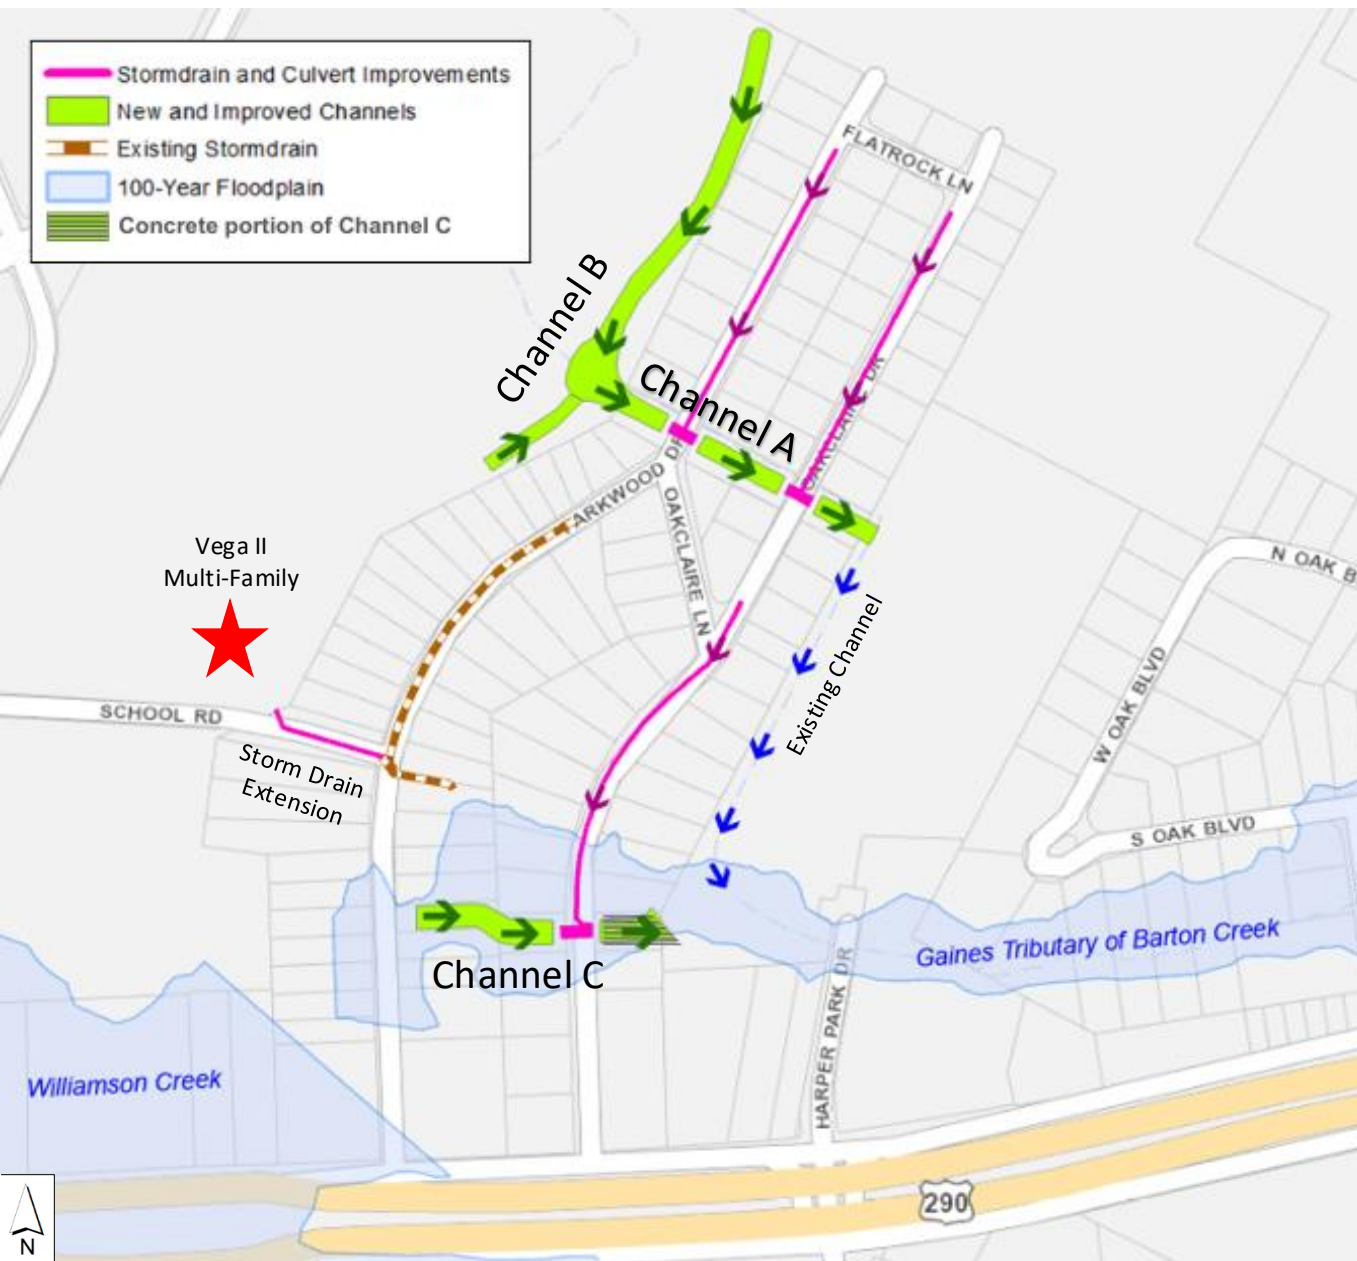 Stormdrain and Culvert Improvements
New and Improved Channels
Existing Stormdrain
100-Year Floodplain
Concrete portion of Channel C
FLATROCK LN
Channel B
Channel A
OAKCLAIRE DR
ARKWOOD DR
OAKCLAIRE LN
Vega II
Multi-Family
N OAK B
Existing Channel
W OAK BLVD
SCHOOL RD
Storm Drain
Extension
S OAK BLVD
Gaines Tributary of Barton Creek
Channel C
HARPER PARK DR
Williamson Creek
290
N